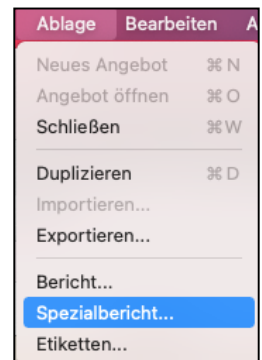 Ablage Bearbeiten A
Neues Angebot ⌘ N
Angebot öffnen ⌘ O
Schließen ⌘ W
Duplizieren ⌘ D
Importieren...
Exportieren...
Bericht...
Spezialbericht...
Etiketten...